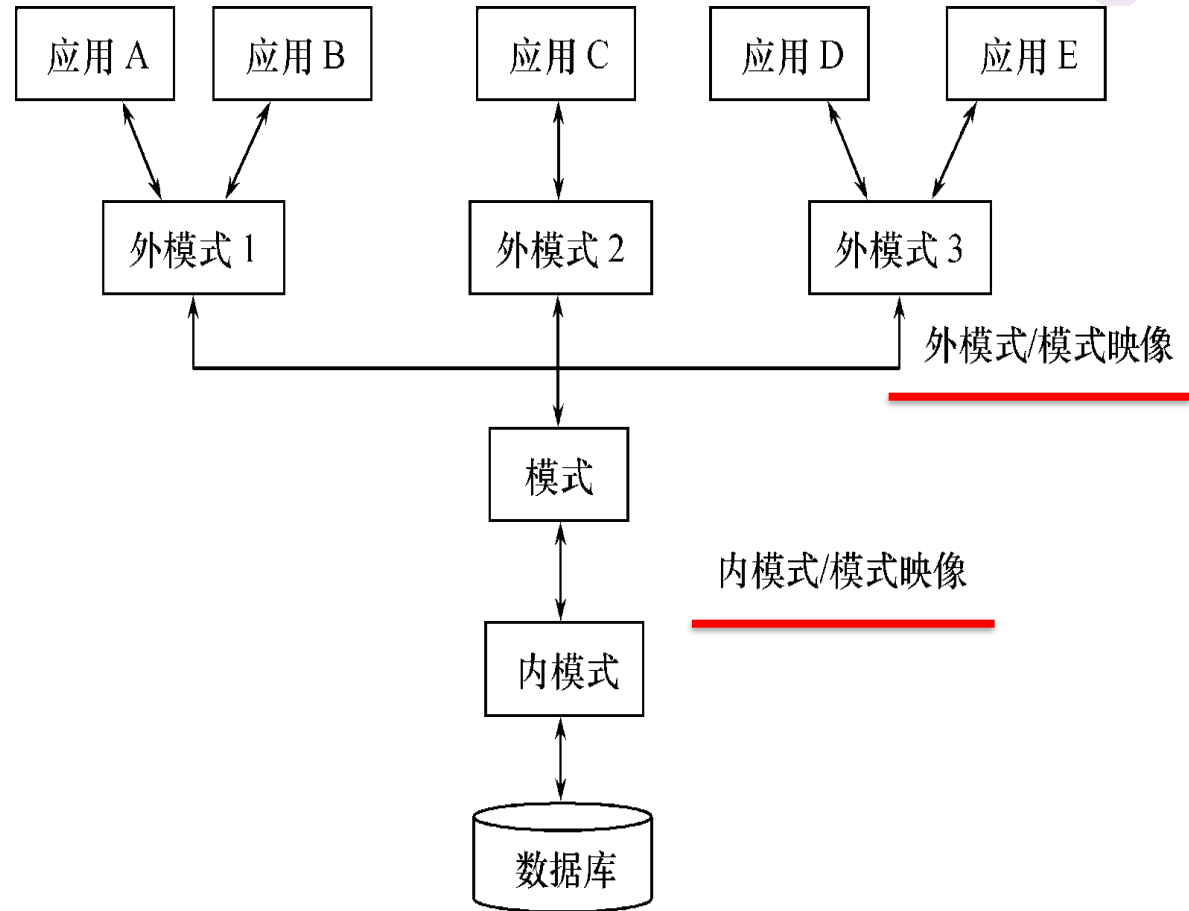 应用 A
应用 B
应用 C
应用 D
应用 E
外模式 1
外模式 2
外模式 3
外模式/模式映像
模式
内模式/模式映像
内模式
数据库